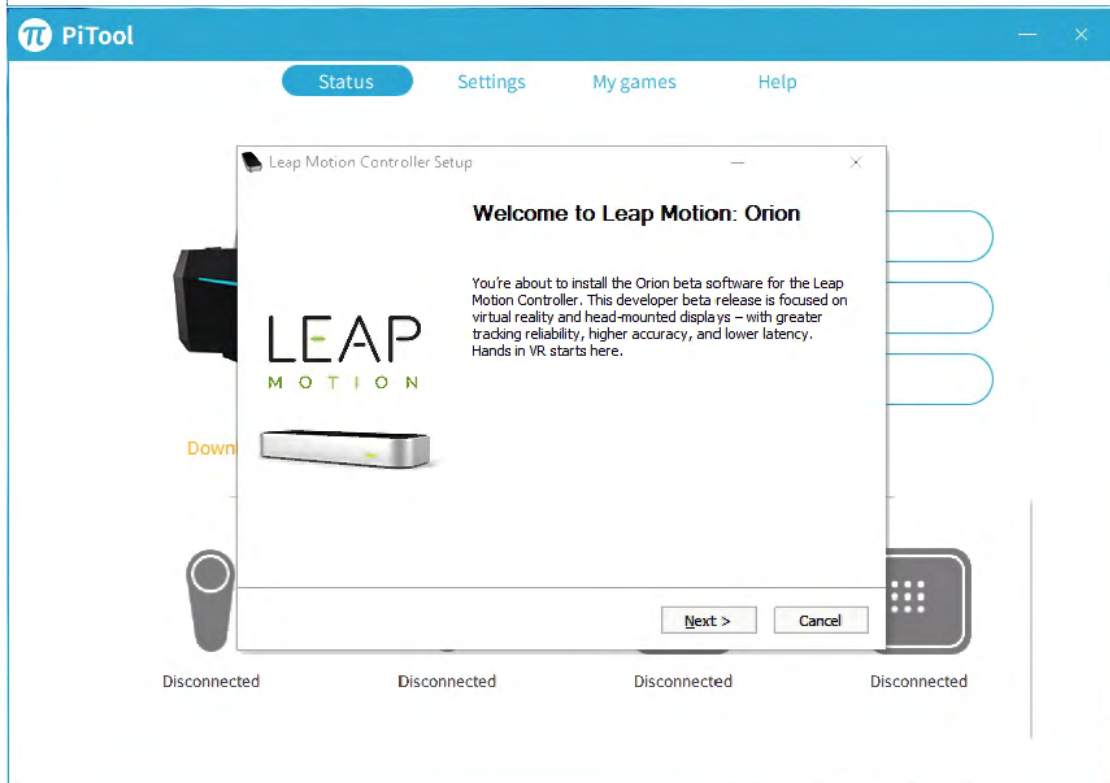 π PiTool
Status Settings My games Help
Leap Motion Controller Setup
Welcome to Leap Motion: Orion
You're about to install the Orion beta software for the Leap
Motion Controller. This developer beta release is focused on
virtual reality and head-mounted displays – with greater
tracking reliability, higher accuracy, and lower latency.
Hands in VR starts here.
LEAP
MOTION
Down
Next > Cancel
Disconnected Disconnected Disconnected Disconnected